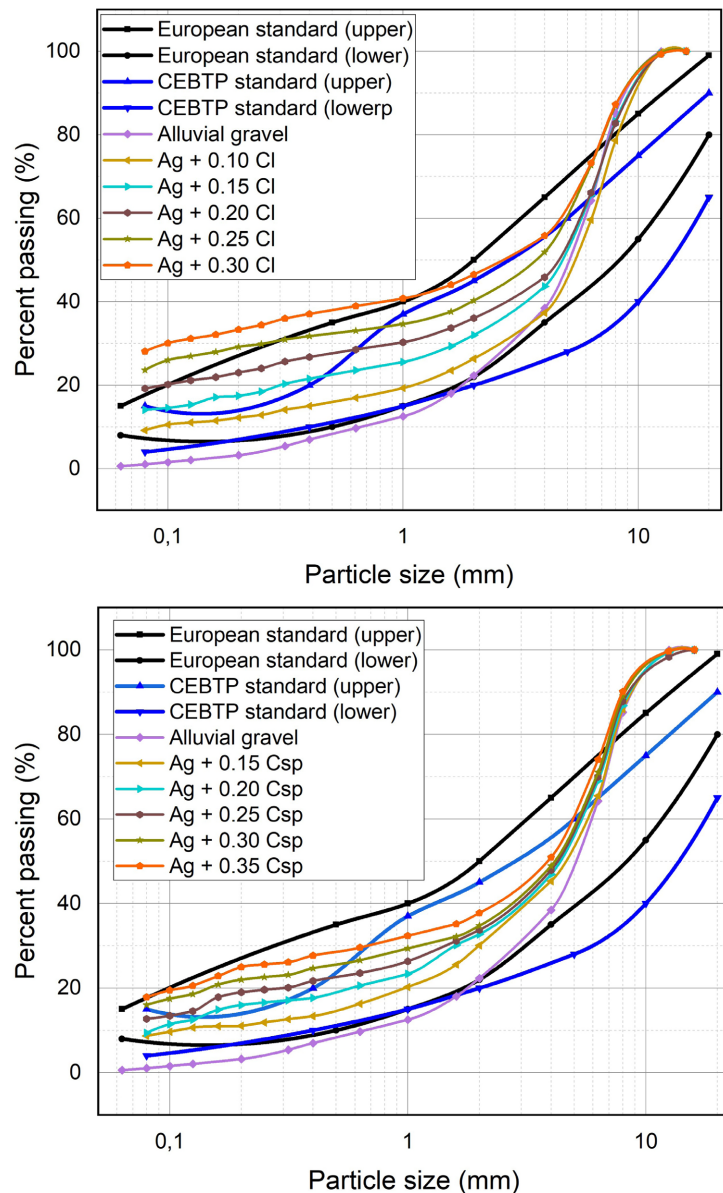 European standard (upper)
European standard (lower)
CEBTP standard (upper)
CEBTP standard (lowerp
Alluvial gravel
Ag + 0.10 Cl
Ag + 0.15 Cl
Ag + 0.20 Cl
Ag + 0.25 Cl
Ag + 0.30 Cl
100
80
60
40
20
0
Percent passing (%)
0,1
1
10
Particle size (mm)
European standard (upper)
European standard (lower)
CEBTP standard (upper)
CEBTP standard (lower)
Alluvial gravel
Ag + 0.15 Csp
Ag + 0.20 Csp
Ag + 0.25 Csp
Ag + 0.30 Csp
Ag + 0.35 Csp
100
80
60
40
20
0
Percent passing (%)
0,1
1
10
Particle size (mm)